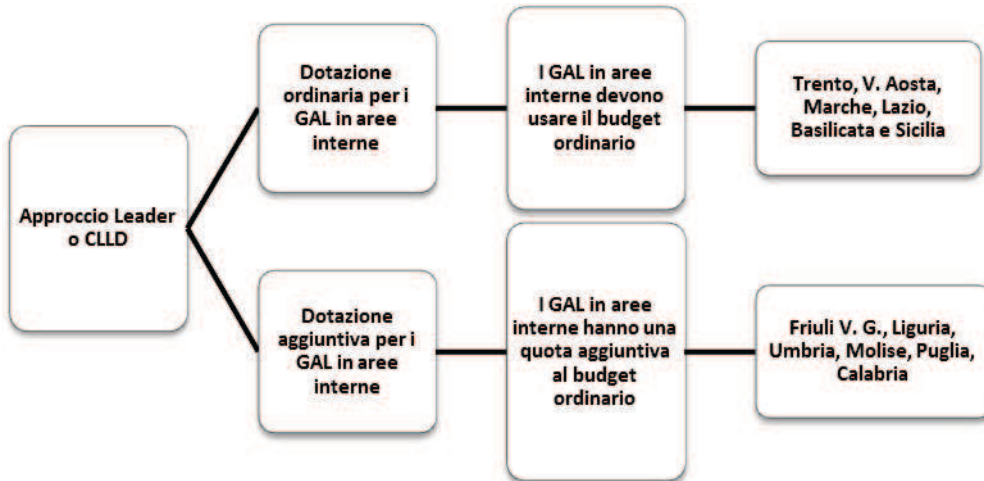 Approccio Leader
o CLLD
Dotazione
ordinaria per i
GAL in aree
interne
I GAL in aree
interne devono
usare il budget
ordinario
Trento, V. Aosta,
Marche, Lazio,
Basilicata e Sicilia
Dotazione
aggiuntiva per i
GAL in aree
interne
I GAL in aree
interne hanno una
quota aggiuntiva
al budget
ordinario
Friuli V. G., Liguria,
Umbria, Molise, Puglia,
Calabria